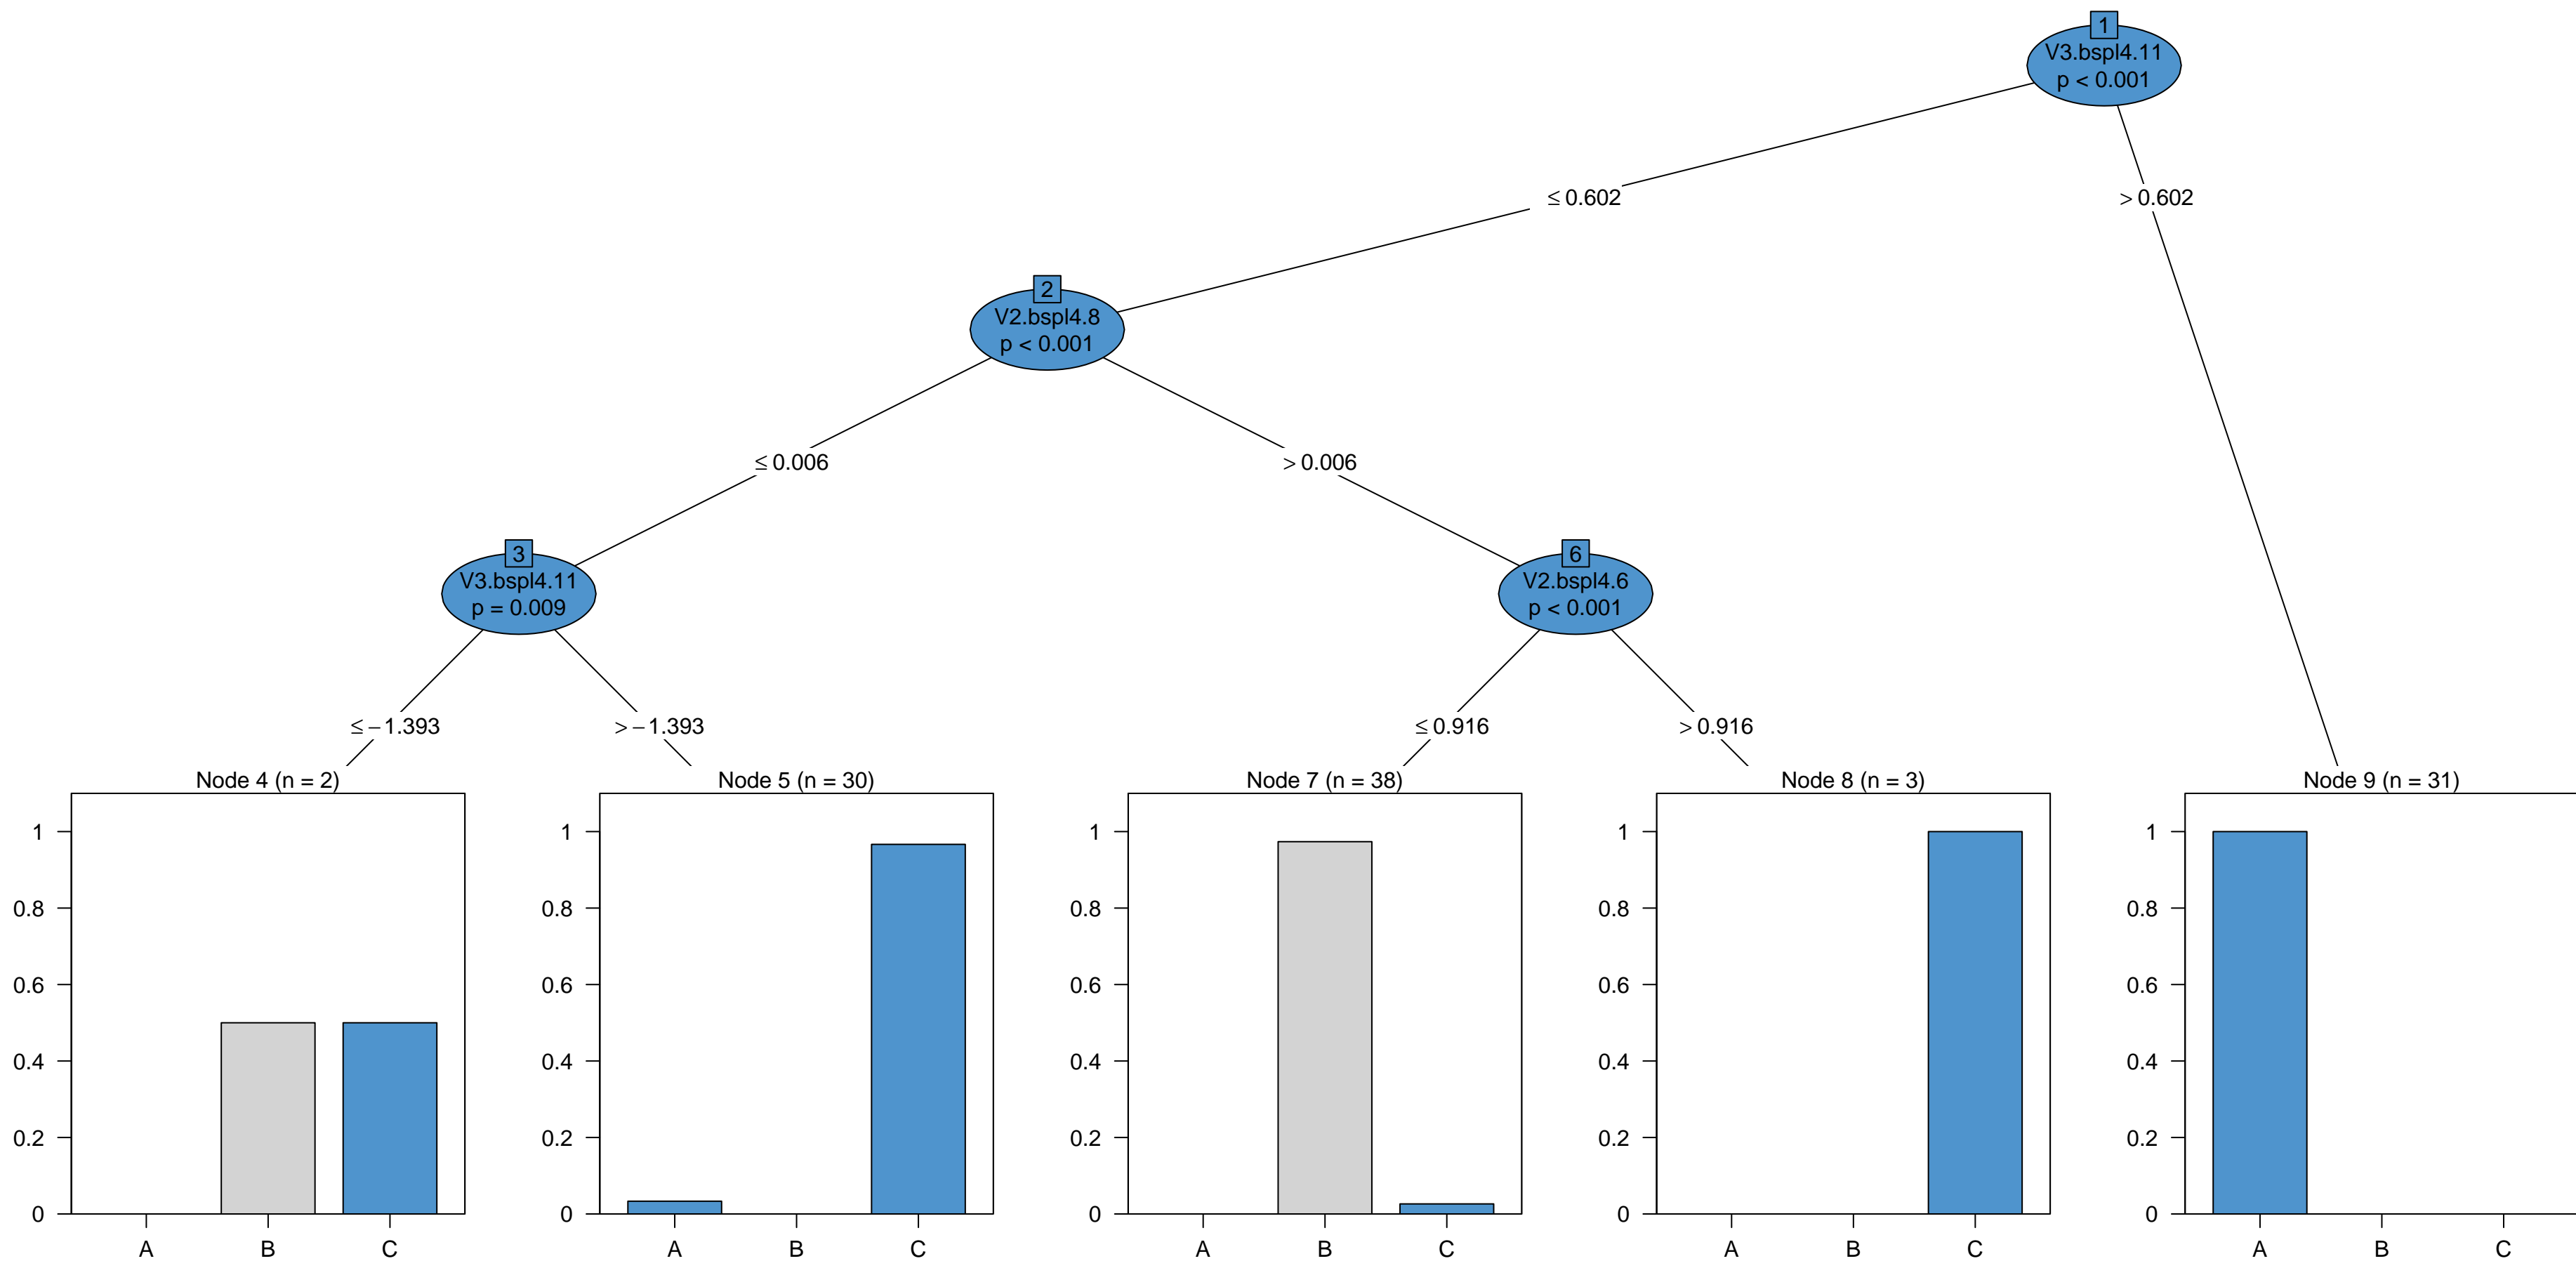 1
V3.bspl4.11
p < 0.001
≤ 0.602
> 0.602
2
V2.bspl4.8
p < 0.001
≤ 0.006
> 0.006
3
V3.bspl4.11
p = 0.009
6
V2.bspl4.6
p < 0.001
≤ −1.393
> −1.393
≤ 0.916
> 0.916
Node 4 (n = 2)
1
0.8
0.6
0.4
0.2
0
A B C
Node 5 (n = 30)
1
0.8
0.6
0.4
0.2
0
A B C
Node 7 (n = 38)
1
0.8
0.6
0.4
0.2
0
A B C
Node 8 (n = 3)
1
0.8
0.6
0.4
0.2
0
A B C
Node 9 (n = 31)
1
0.8
0.6
0.4
0.2
0
A B C